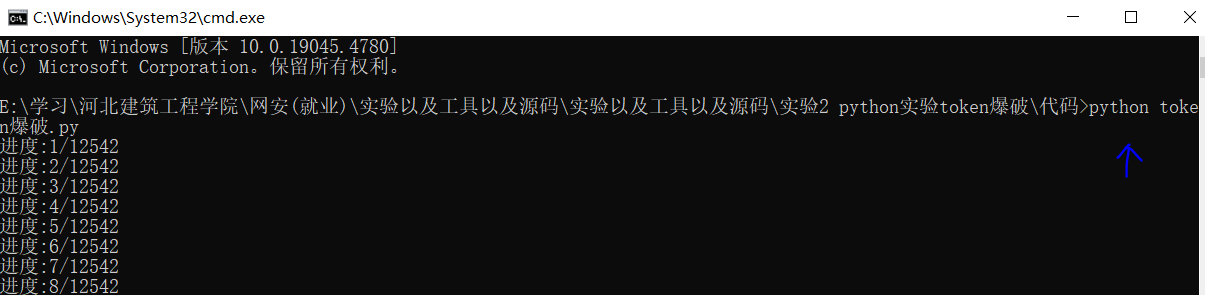 C:\Windows\System32\cmd.exe
Microsoft Windows [版本 10.0.19045.4780]
(c) Microsoft Corporation。保留所有权利。
E:\学习\河北建筑工程学院\网安(就业)\实验以及工具以及源码\实验以及工具以及源码\实验2 python实验token爆破\代码>python toke
n爆破.py
进度:1/12542
进度:2/12542
进度:3/12542
进度:4/12542
进度:5/12542
进度:6/12542
进度:7/12542
进度:8/12542